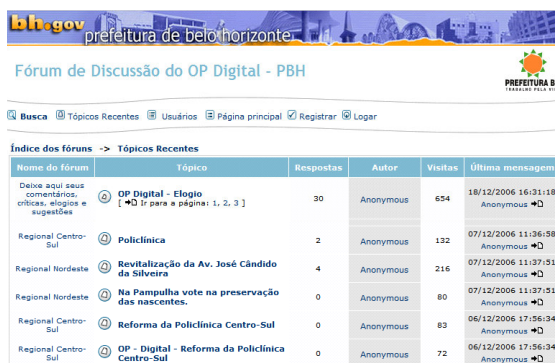 bh.gov
prefeitura de belo horizonte
Fórum de Discussão do OP Digital - PBH
PREFEITURA B
TRABALHO PELA VI
Busca Tópicos Recentes Usuários Página principal Registrar Logar
Índice dos fóruns -> Tópicos Recentes
Nome do fórum Tópico Respostas Autor Visitas Última mensagem
Deixe aqui seus comentários, críticas, elogios e sugestões
OP Digital - Elogio
[ Ir para a página: 1, 2, 3 ]
30 Anonymous 654 18/12/2006 16:31:18
Anonymous
Regional Centro-Sul
Policlínica 2 Anonymous 132 07/12/2006 11:36:58
Anonymous
Regional Nordeste
Revitalização da Av. José Cândido da Silveira
4 Anonymous 216 07/12/2006 11:37:51
Anonymous
Regional Nordeste
Na Pampulha vote na preservação das nascentes.
0 Anonymous 80 07/12/2006 11:37:51
Anonymous
Regional Centro-Sul
Reforma da Policlínica Centro-Sul 0 Anonymous 83 06/12/2006 17:56:34
Anonymous
Regional Centro-Sul
OP - Digital - Reforma da Policlínica Centro-Sul
0 Anonymous 72 06/12/2006 17:56:34
Anonymous